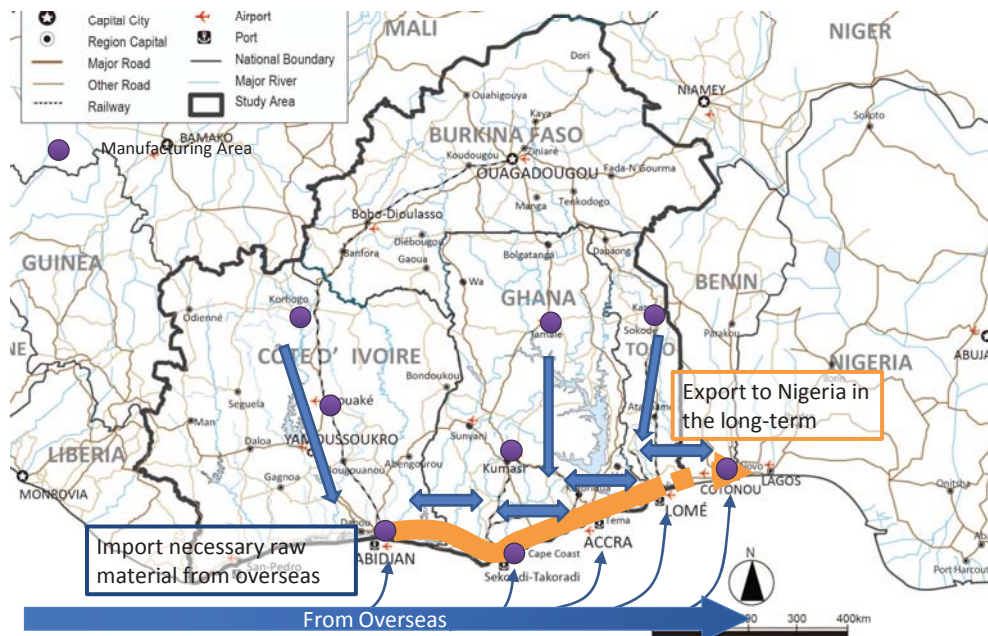 Capital City
Airport
Region Capital
Port
Major Road
National Boundary
Other Road
Major River
Railway
Study Area
Manufacturing Area
MALI
NIGER
BAMAKO
Dori
NIAMEY
Ouahigouya
Kaya
Sokoto
BURKINA FASO
Ziniaré
Koudougou
OUAGADOUGOU
Fada-N'Gourma
Manga
Tenkodogo
Bobo-Dioulasso
Diébougou
Banfora
Gaoua
Bolgatanga
Dapaong
GUINEA
Wa
BENIN
Korhogo
GHANA
Odienné
Tamale
Sokodé
TOGO
Parakou
CÔTE D' IVOIRE
NIGERIA
ABUJA
Bondoukou
Export to Nigeria in
the long-term
Seguela
Man
Daloa
YAMOUSSOUKRO
Sunyani
LIBERIA
Kumasi
Abengourou
Gagnoa
MONROVIA
LAGOS
COTONOU
Onitsha
LOMÉ
Dabou
Tema
ACCRA
Import necessary raw
material from overseas
Cape Coast
San-Pedro
Sekondi-Takoradi
Port Harcourt
N
From Overseas
200 300 400km